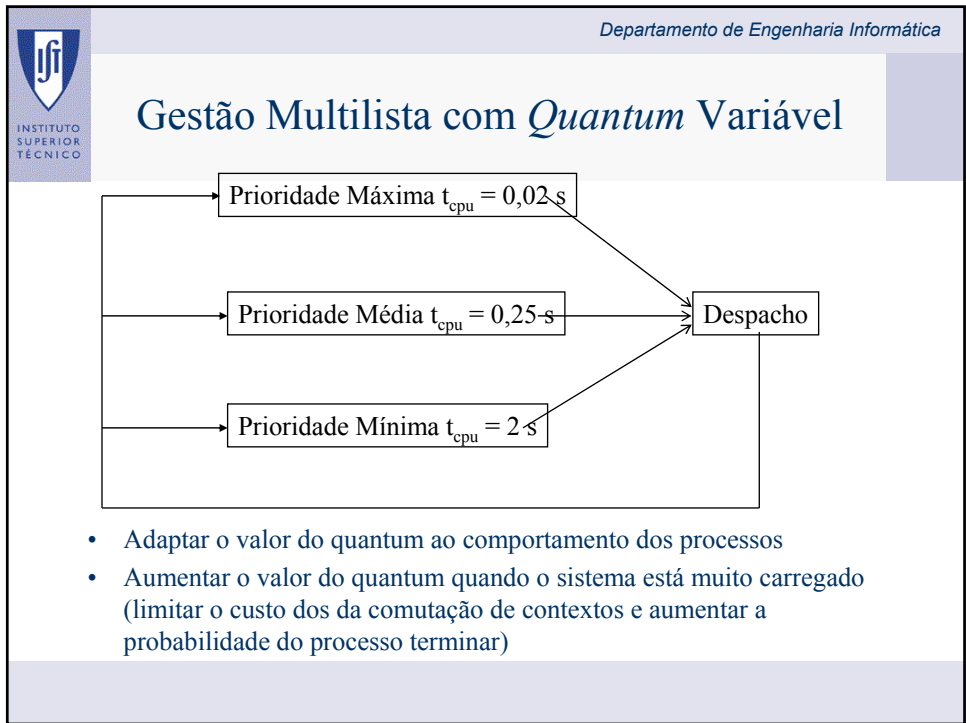 Departamento de Engenharia Informática
IST
INSTITUTO
SUPERIOR
TÉCNICO
Gestão Multilista com Quantum Variável
Prioridade Máxima tcpu = 0,02 s
Prioridade Média tcpu = 0,25 s
Despacho
Prioridade Mínima tcpu = 2 s
• Adaptar o valor do quantum ao comportamento dos processos
• Aumentar o valor do quantum quando o sistema está muito carregado
(limitar o custo dos da comutação de contextos e aumentar a
probabilidade do processo terminar)